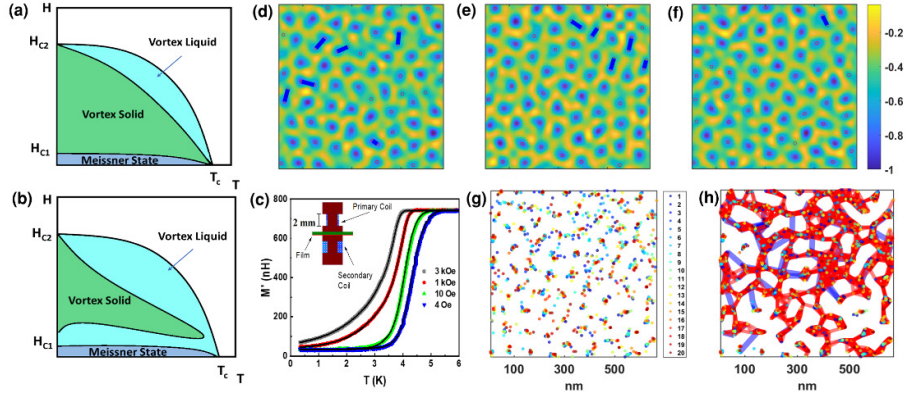 (a)
H
H_C2
Vortex Liquid
Vortex Solid
H_C1
Meissner State
T_c T
(b)
H
H_C2
Vortex Liquid
Vortex Solid
H_C1
Meissner State
T_c T
(c)
800
600
400
200
0
M' (nH)
0 1 2 3 4 5 6
T (K)
2 mm
Primary Coil
Film
Secondary
Coil
3 kOe
1 kOe
10 Oe
4 Oe
(d)
(e)
(f)
-0.2
-0.4
-0.6
-0.8
-1
(g)
1
2
3
4
5
6
7
8
9
10
11
12
13
14
15
16
17
18
19
20
100 300 500
nm
(h)
100 300 500
nm